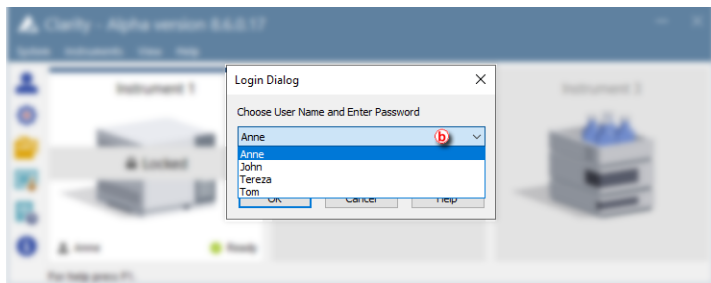 Clarity - Alpha version 8.6.0.17
System Instruments View Help
Instrument 1
Instrument 3
Login Dialog
Choose User Name and Enter Password
Anne
b
Anne
John
Tereza
Tom
OK Cancel Help
Locked
Anne
Ready
For help press F1.